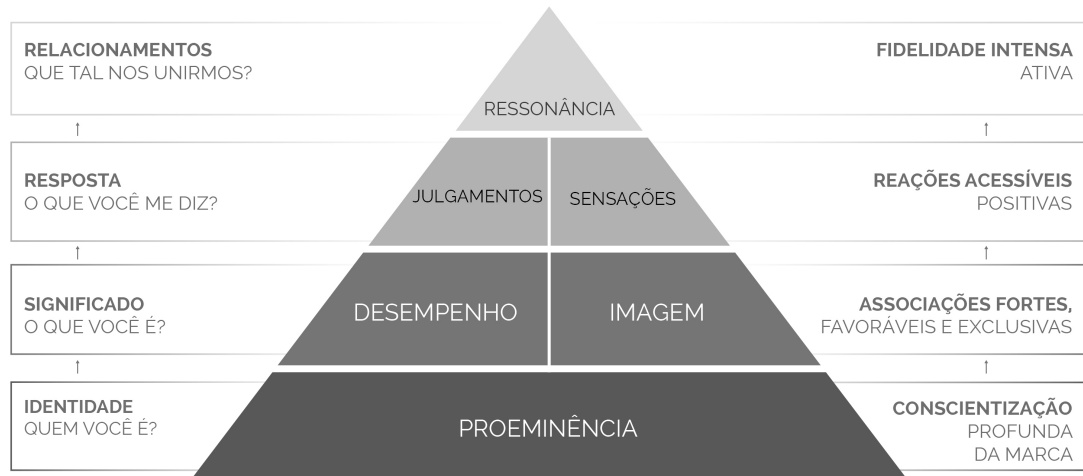 RELACIONAMENTOS
QUE TAL NOS UNIRMOS?
RESSONÂNCIA
FIDELIDADE INTENSA
ATIVA
RESPOSTA
O QUE VOCÊ ME DIZ?
JULGAMENTOS
SENSAÇÕES
REAÇÕES ACESSÍVEIS
POSITIVAS
SIGNIFICADO
O QUE VOCÊ É?
DESEMPENHO
IMAGEM
ASSOCIAÇÕES FORTES,
FAVORÁVEIS E EXCLUSIVAS
IDENTIDADE
QUEM VOCÊ É?
PROEMINÊNCIA
CONSCIENTIZAÇÃO
PROFUNDA
DA MARCA